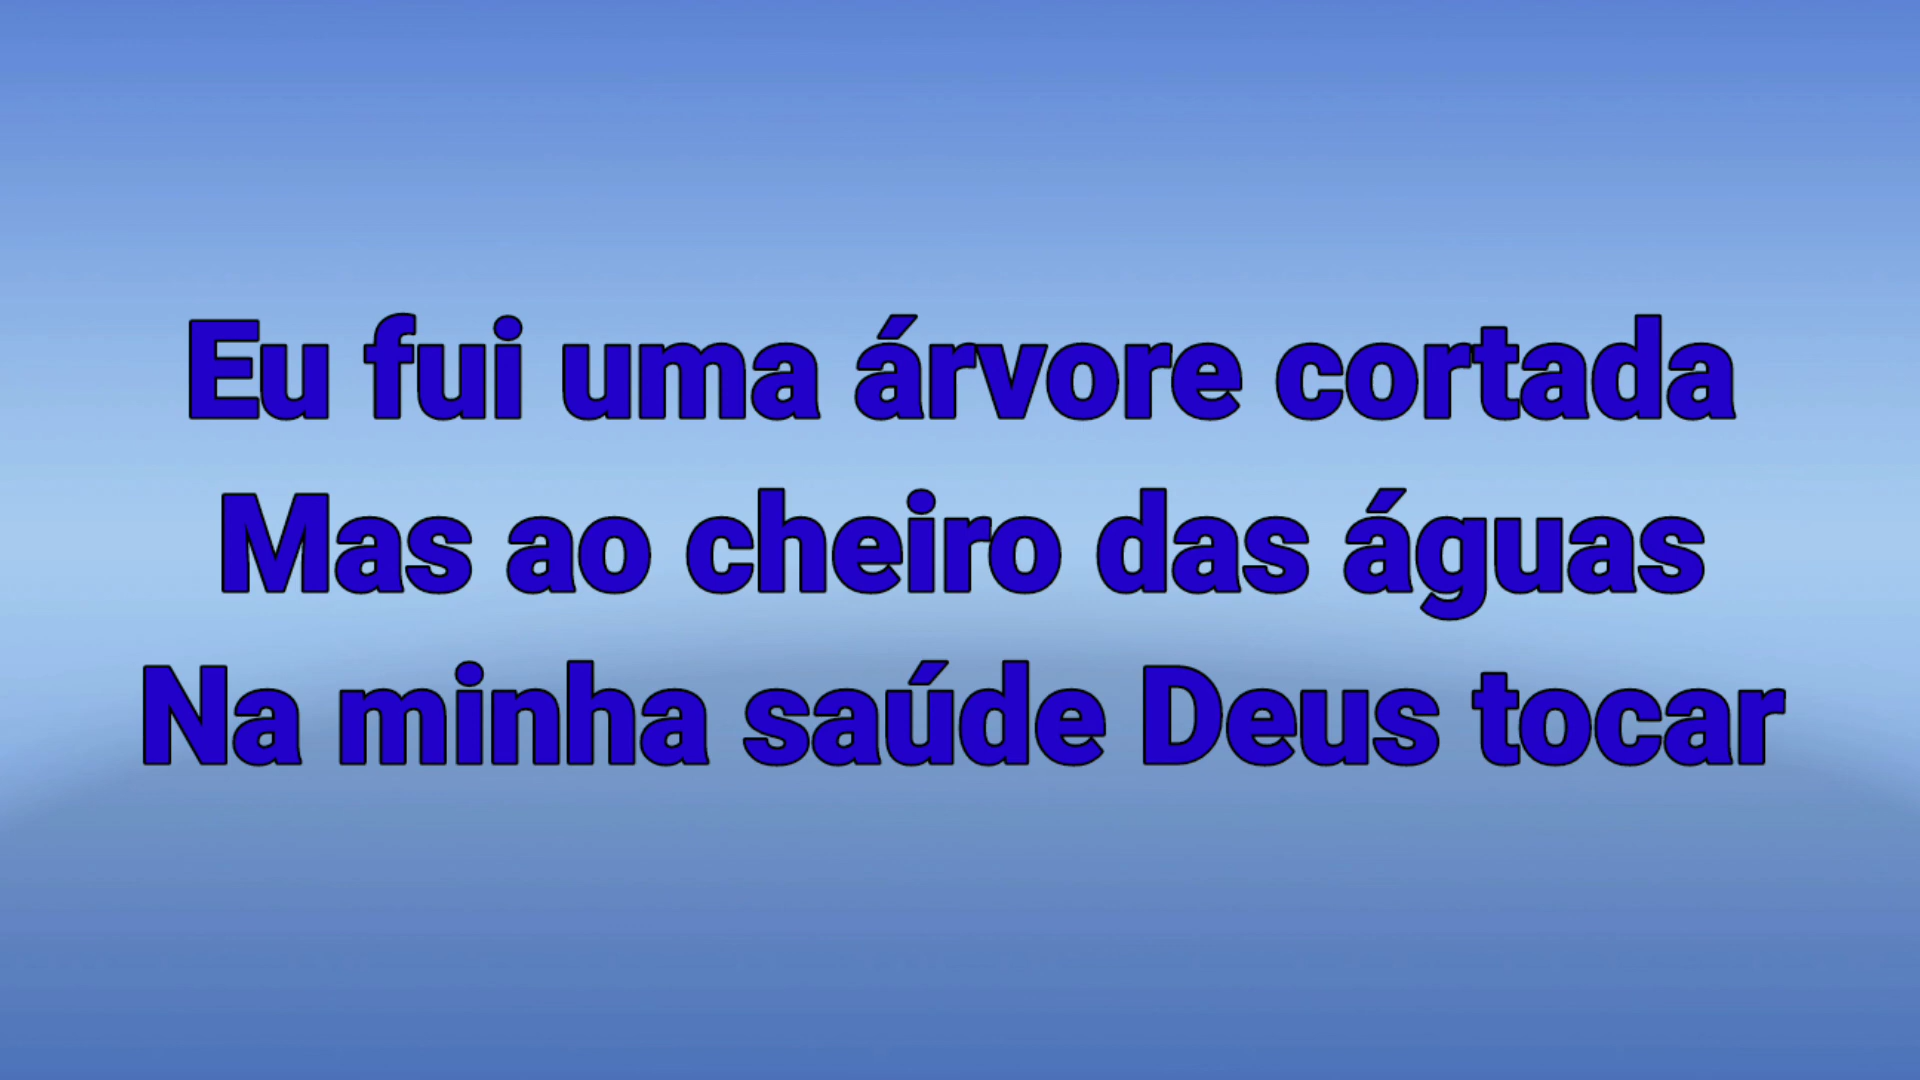 Eu fui uma árvore cortada
Mas ao cheiro das águas
Na minha saúde Deus tocar